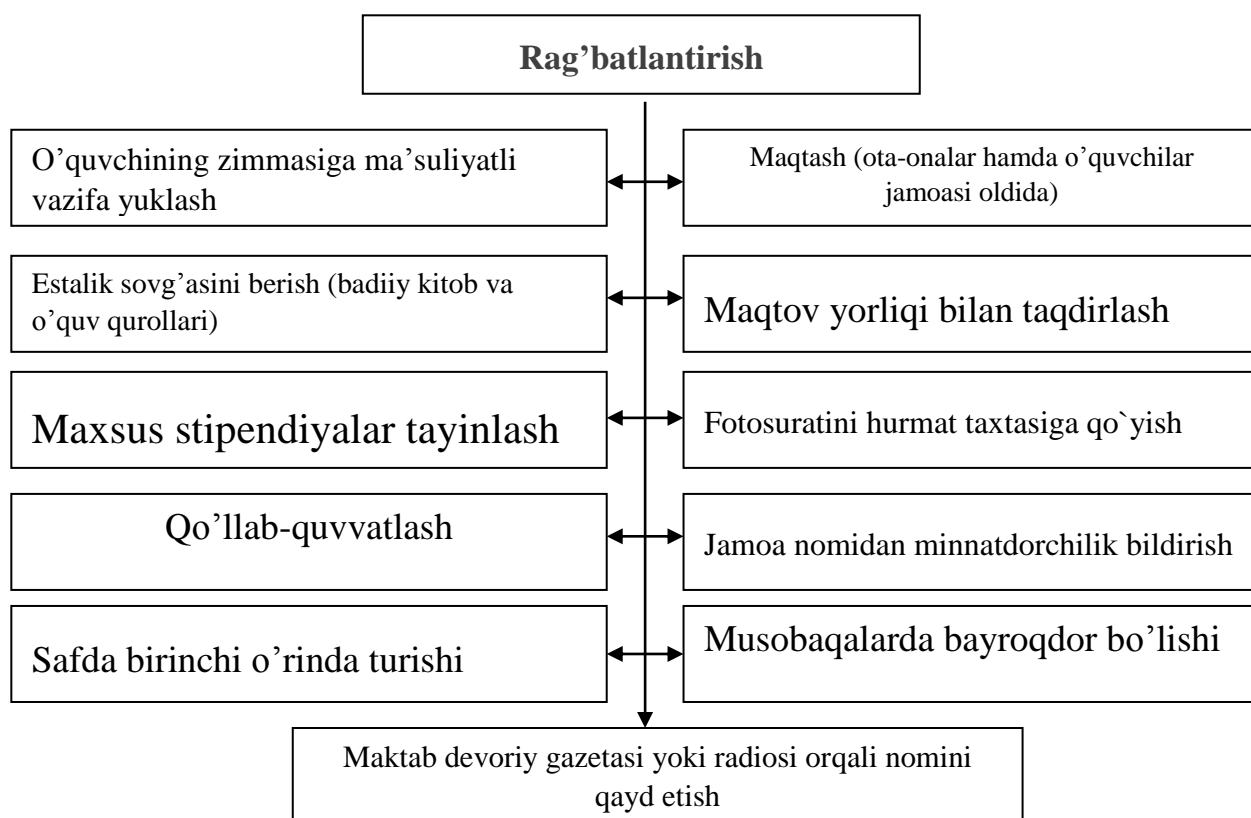 Rag’batlantirish
O’quvchining zimmasiga ma’suliyatli
vazifa yuklash
Maqtash (ota-onalar hamda o’quvchilar
jamoasi oldida)
Estalik sovg’asini berish (badiiy kitob va
o’quv qurollari)
Maqtov yorliqi bilan taqdirlash
Maxsus stipendiyalar tayinlash
Fotosuratini hurmat taxtasiga qo`yish
Qo’llab-quvvatlash
Jamoa nomidan minnatdorchilik bildirish
Safda birinchi o’rinda turishi
Musobaqalarda bayroqdor bo’lishi
Maktab devoriy gazetasi yoki radiosi orqali nomini
qayd etish